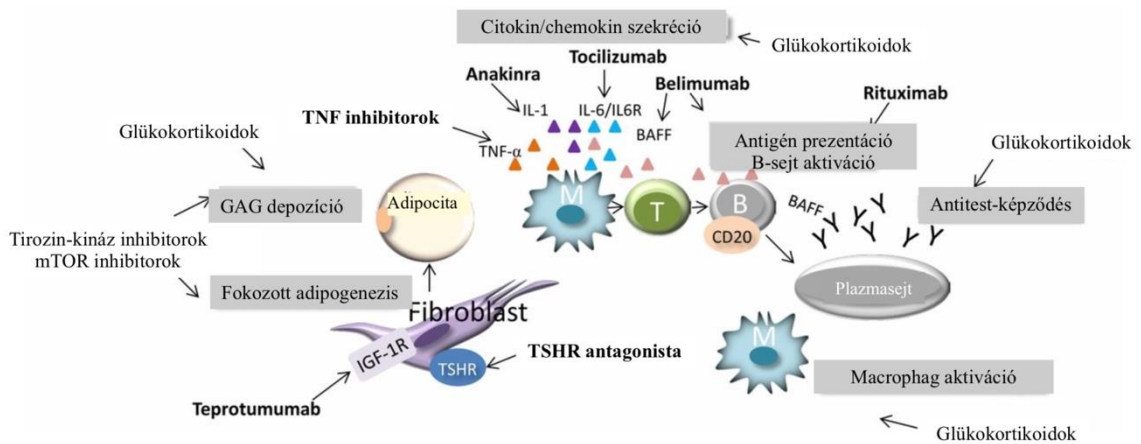 Citokin/chemokin szekréció
Glükokortikoidok
Tocilizumab
Anakinra
Belimumab
Rituximab
IL-1
IL-6/IL6R
TNF inhibitorok
BAFF
Glükokortikoidok
TNF-α
Antigén prezentáció
B-sejt aktiváció
Glükokortikoidok
GAG depozíció
Adipocita
M
T
B
BAFF
Antitest-képződés
CD20
Tirozin-kináz inhibitorok
mTOR inhibitorok
Fokozott adipogenezis
Plazmasejt
Fibroblast
M
IGF-1R
TSHR
TSHR antagonista
Macrophag aktiváció
Teprotumumab
Glükokortikoidok